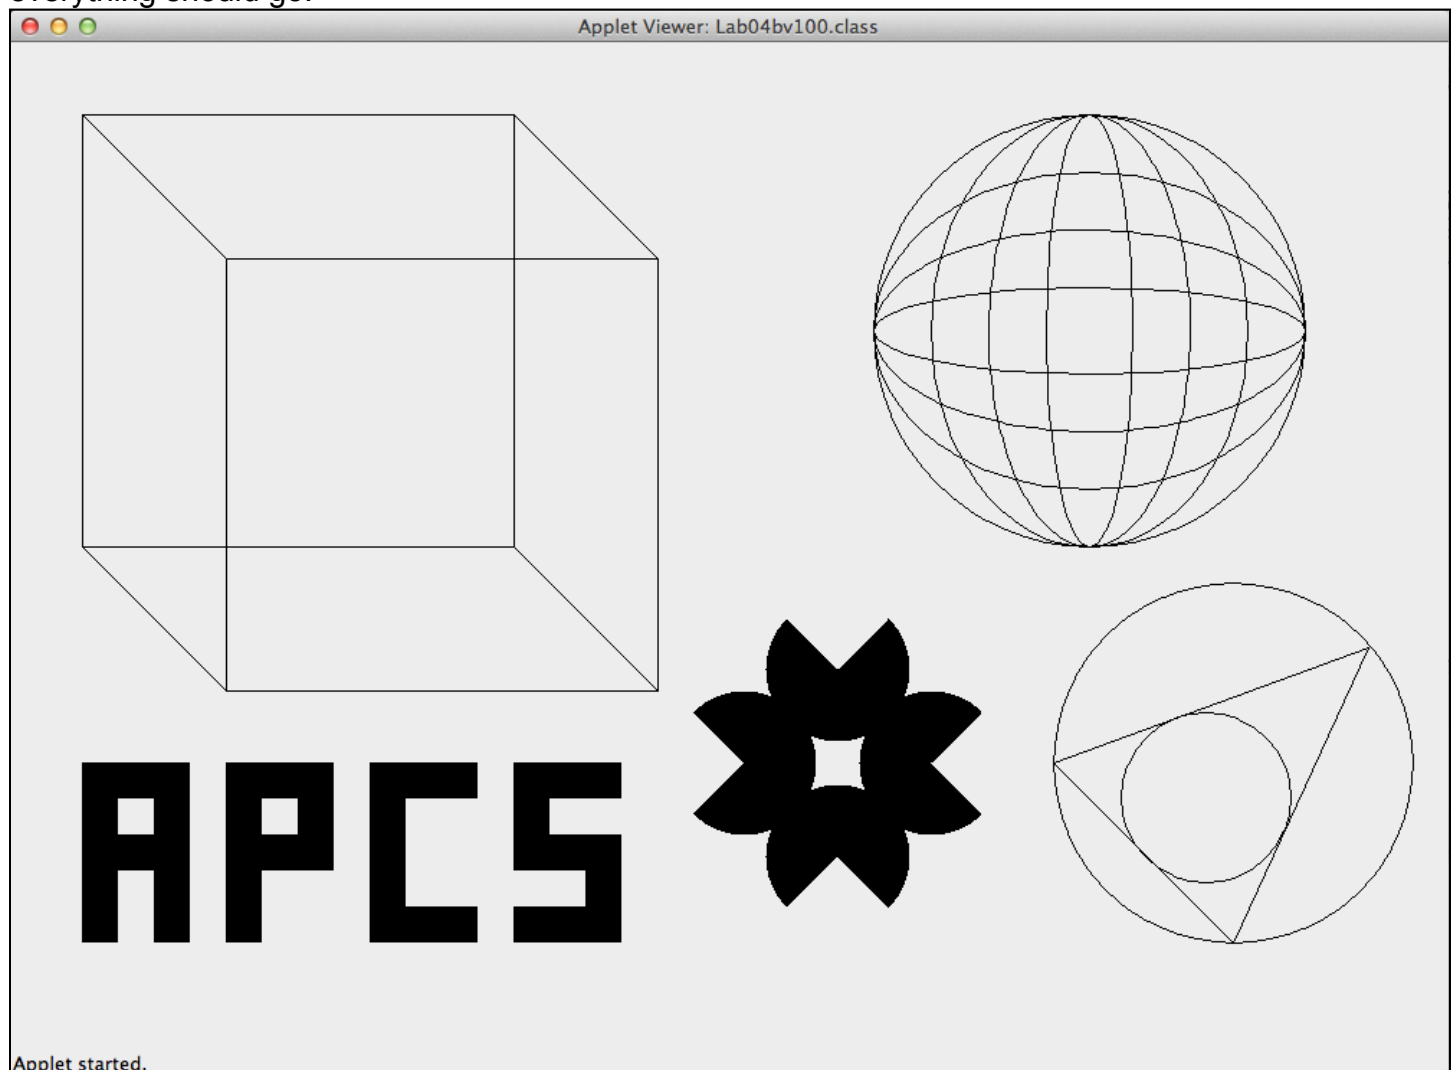 everything should go.
Applet Viewer: Lab04bv100.class
APCS
Applet started.